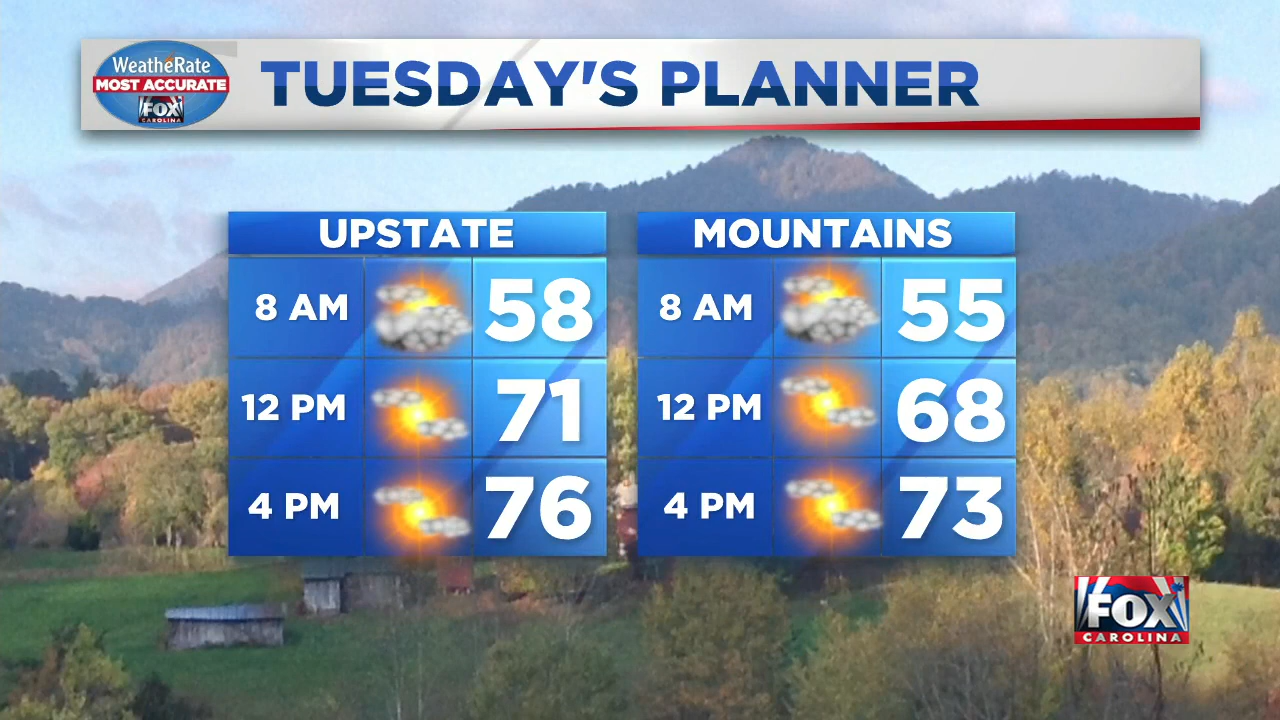 WeatheRate
MOST ACCURATE
FOX
CAROLINA
TUESDAY'S PLANNER
UPSTATE
8 AM 58
12 PM 71
4 PM 76
MOUNTAINS
8 AM 55
12 PM 68
4 PM 73
FOX
CAROLINA